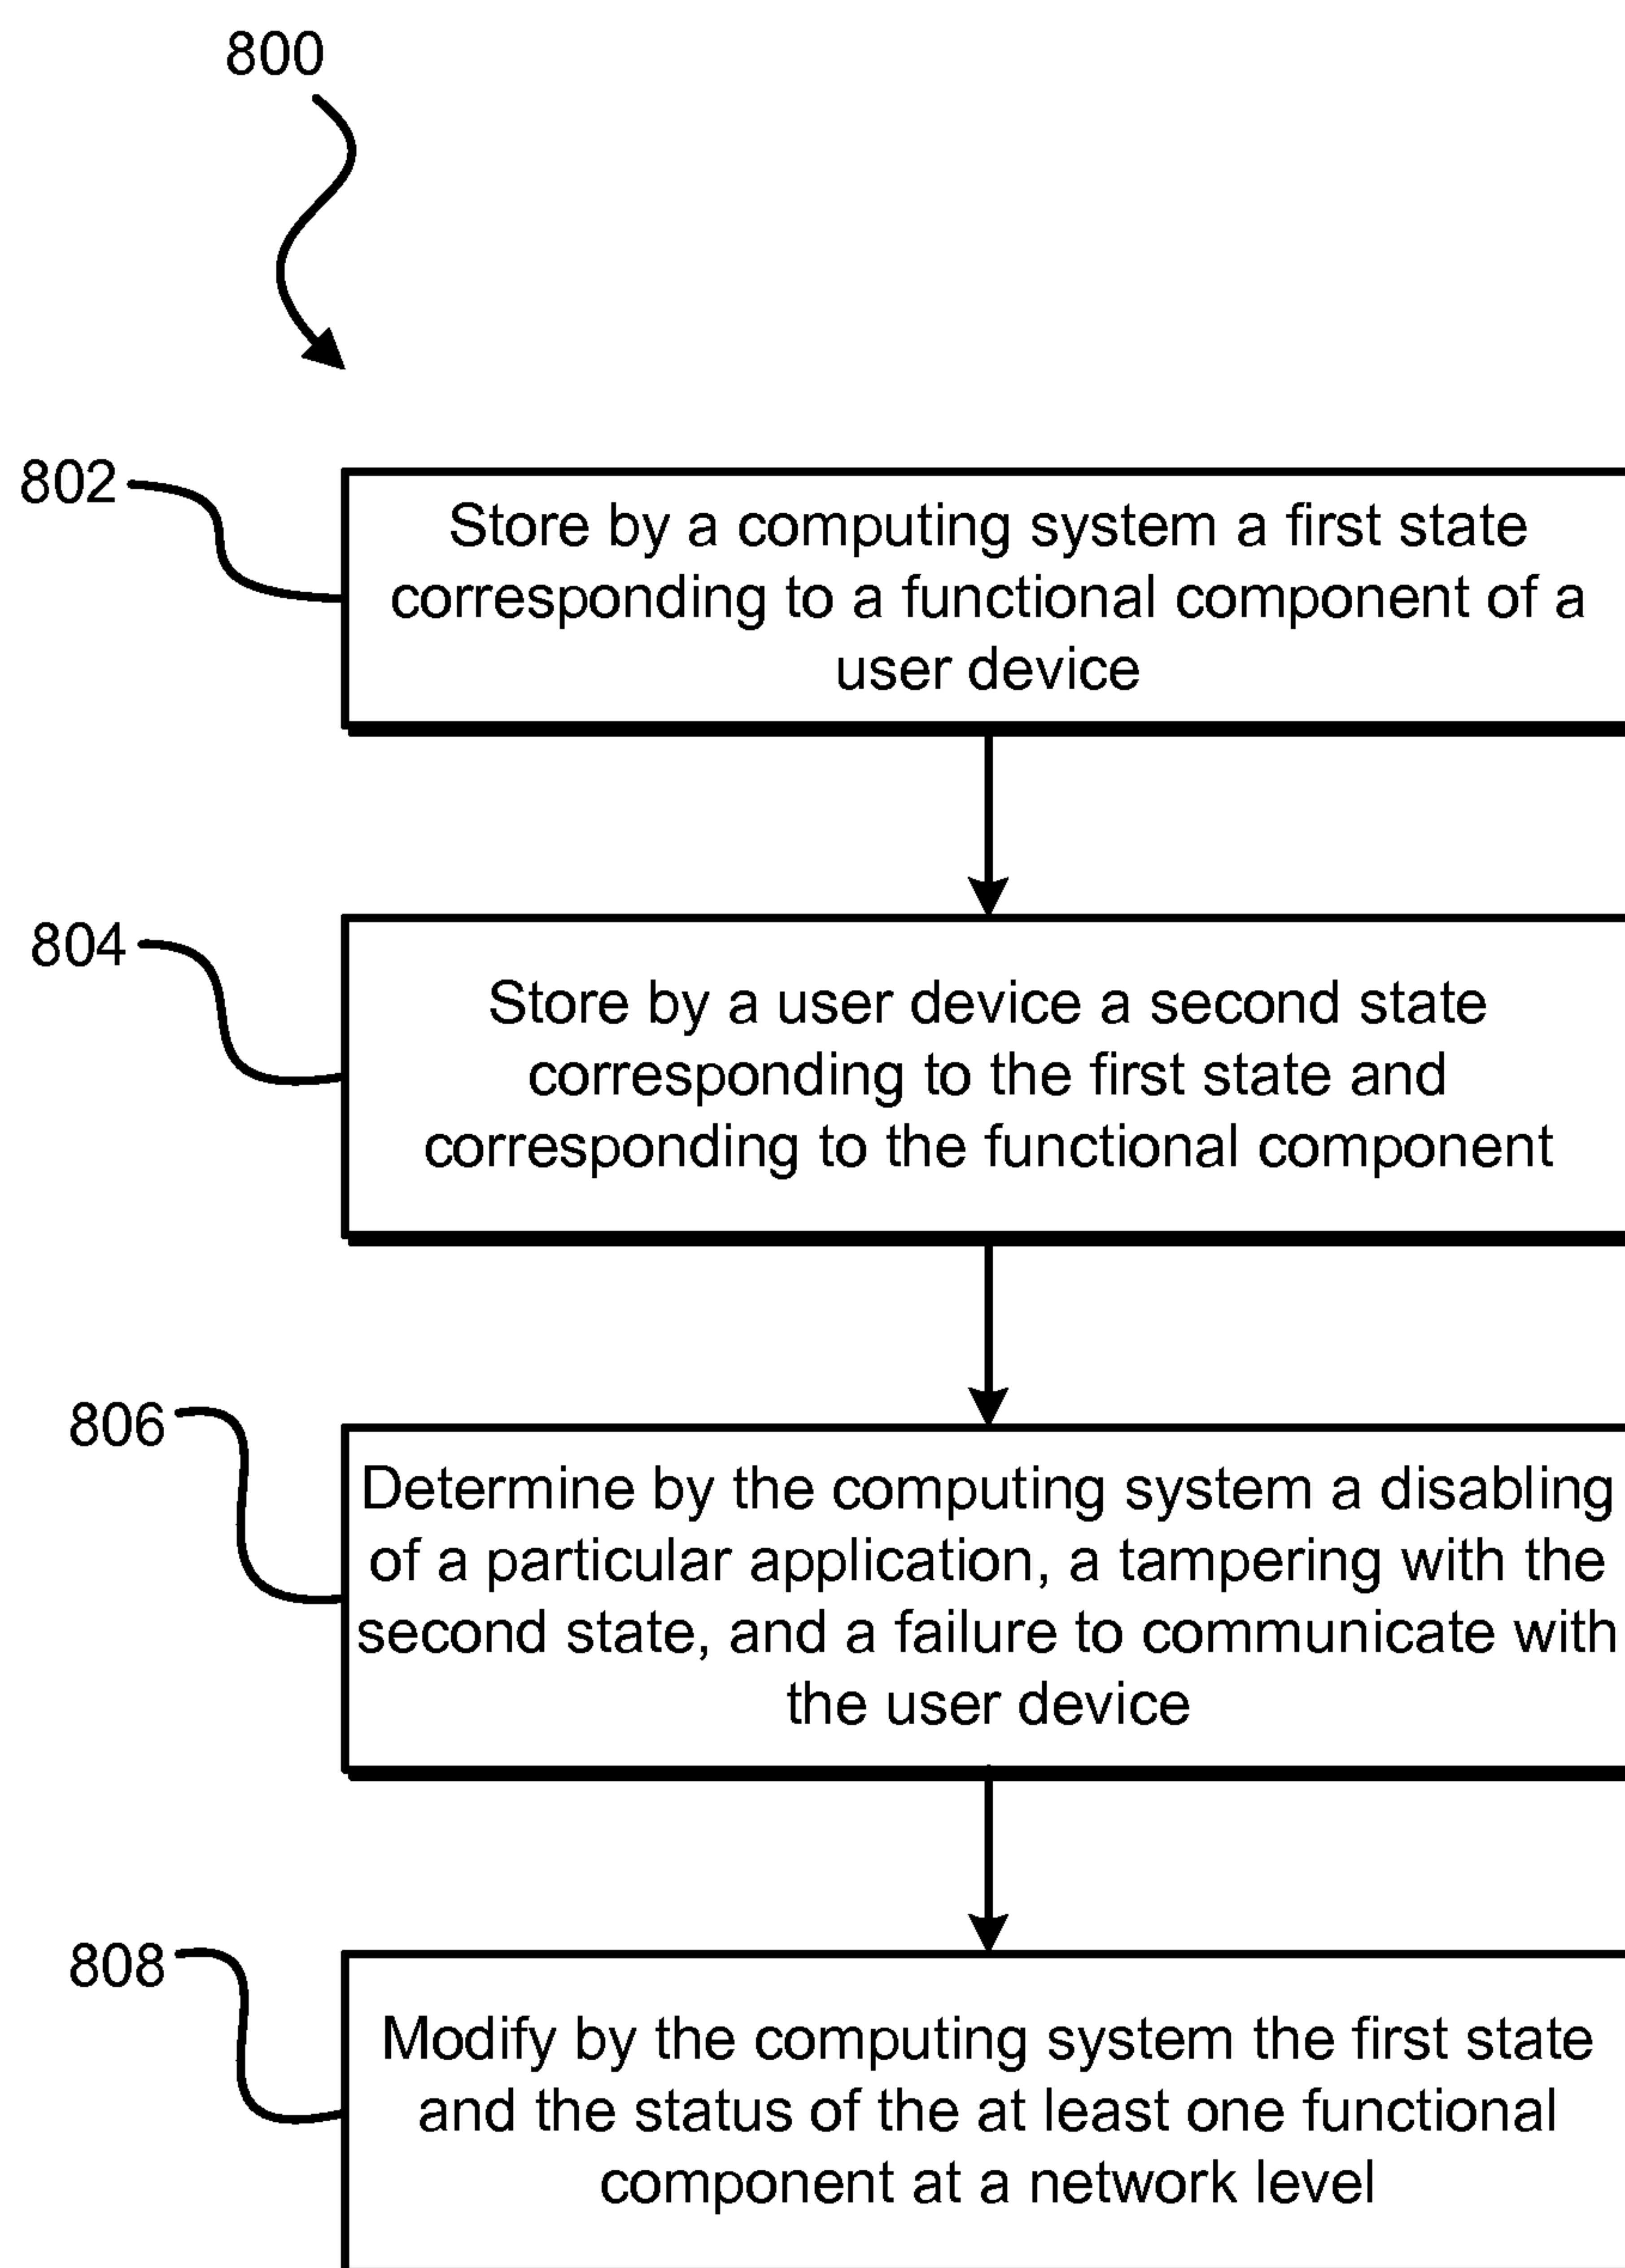 800
802
Store by a computing system a first state
corresponding to a functional component of a
user device
804
Store by a user device a second state
corresponding to the first state and
corresponding to the functional component
806
Determine by the computing system a disabling
of a particular application, a tampering with the
second state, and a failure to communicate with
the user device
808
Modify by the computing system the first state
and the status of the at least one functional
component at a network level